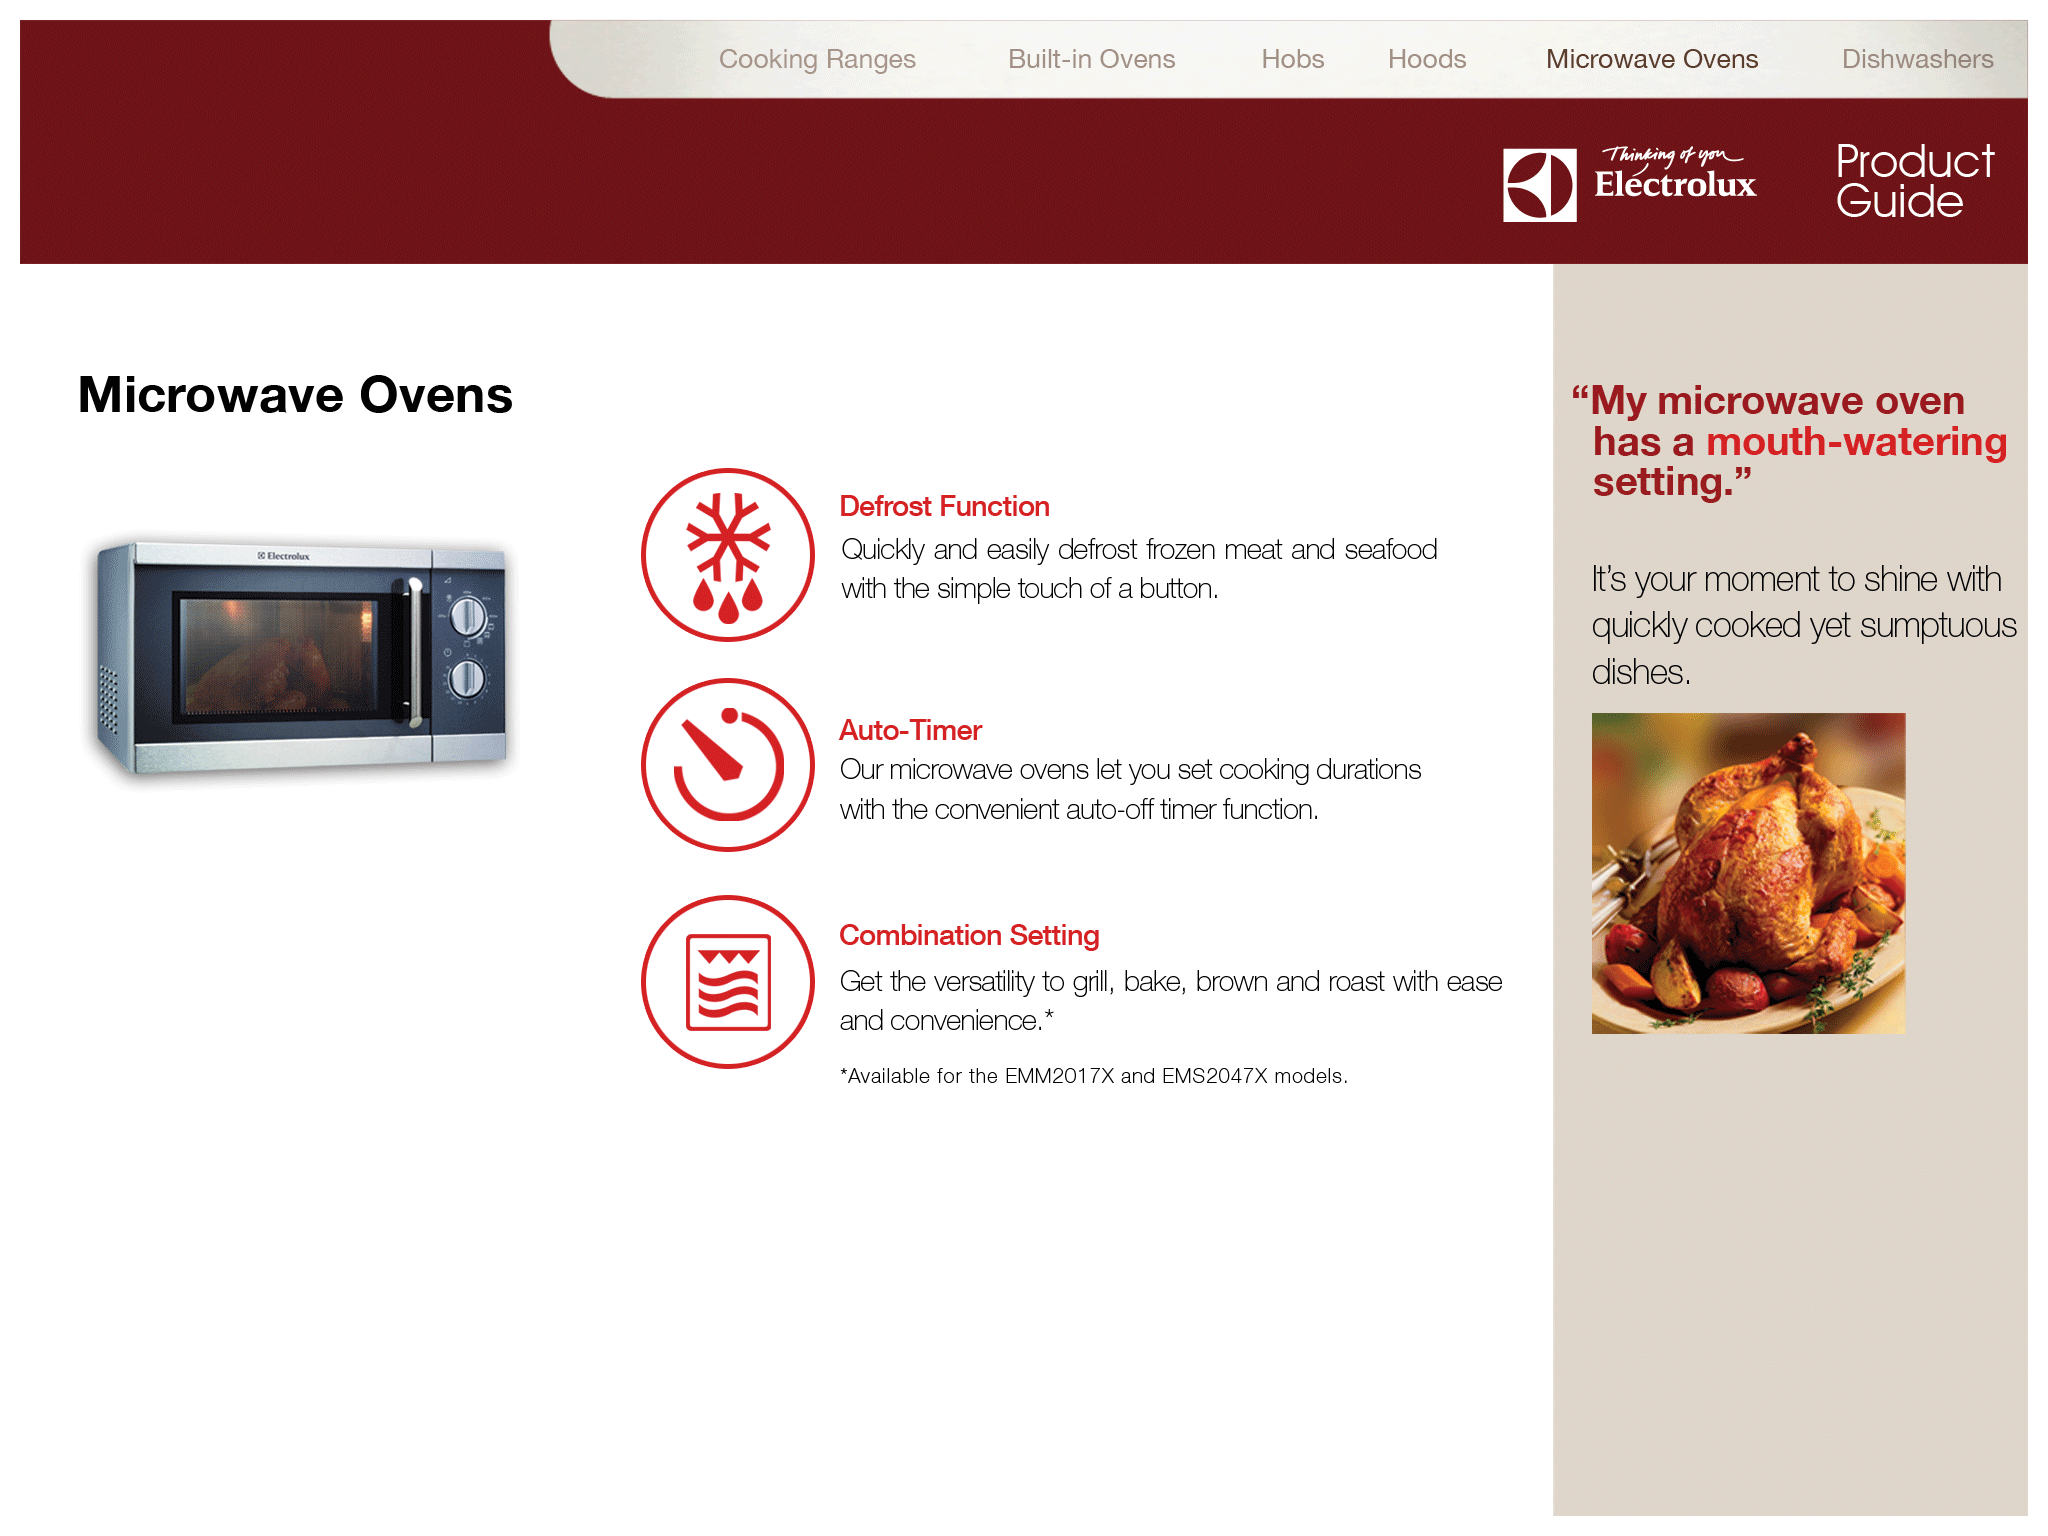 Cooking Ranges Built-in Ovens Hobs Hoods Microwave Ovens Dishwashers
Thinking of you
Electrolux
Product
Guide
Microwave Ovens
Electrolux
Defrost Function
Quickly and easily defrost frozen meat and seafood
with the simple touch of a button.
Auto-Timer
Our microwave ovens let you set cooking durations
with the convenient auto-off timer function.
Combination Setting
Get the versatility to grill, bake, brown and roast with ease
and convenience.*
*Available for the EMM2017X and EMS2047X models.
“My microwave oven
has a mouth-watering
setting.”
It’s your moment to shine with
quickly cooked yet sumptuous
dishes.